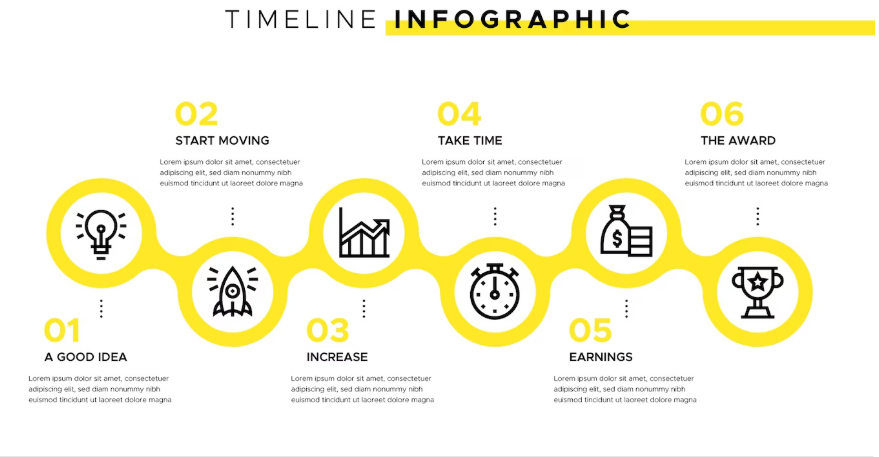 TIMELINE INFOGRAPHIC
02
START MOVING
Lorem ipsum dolor sit amet, consectetuer
adipiscing elit, sed diam nonummy nibh
euismod tincidunt ut laoreet dolore magna
04
TAKE TIME
Lorem ipsum dolor sit amet, consectetuer
adipiscing elit, sed diam nonummy nibh
euismod tincidunt ut laoreet dolore magna
06
THE AWARD
Lorem ipsum dolor sit amet, consectetuer
adipiscing elit, sed diam nonummy nibh
euismod tincidunt ut laoreet dolore magna
$
01
A GOOD IDEA
Lorem ipsum dolor sit amet, consectetuer
adipiscing elit, sed diam nonummy nibh
euismod tincidunt ut laoreet dolore magna
03
INCREASE
Lorem ipsum dolor sit amet, consectetuer
adipiscing elit, sed diam nonummy nibh
euismod tincidunt ut laoreet dolore magna
05
EARNINGS
Lorem ipsum dolor sit amet, consectetuer
adipiscing elit, sed diam nonummy nibh
euismod tincidunt ut laoreet dolore magna